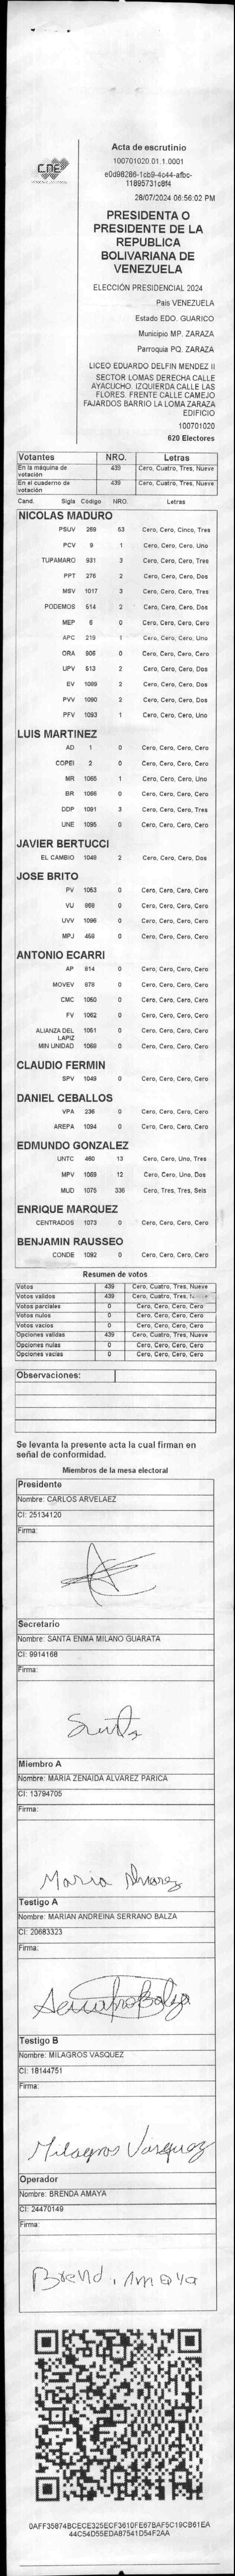 CNE
Acta de escrutinio
100701020.01.1.0001
e0d98286-1cb9-4c44-afbc-
11895731c8f4
28/07/2024 06:56:02 PM
PRESIDENTA O
PRESIDENTE DE LA
REPUBLICA
BOLIVARIANA DE
VENEZUELA
ELECCIÓN PRESIDENCIAL 2024
País VENEZUELA
Estado EDO. GUARICO
Municipio MP. ZARAZA
Parroquia PQ. ZARAZA
LICEO EDUARDO DELFIN MENDEZ II
SECTOR LOMAS DERECHA CALLE
AYACUCHO. IZQUIERDA CALLE LAS
FLORES. FRENTE CALLE CAMEJO
FAJARDOS BARRIO LA LOMA ZARAZA
EDIFICIO
100701020
620 Electores
Votantes NRO. Letras
En la máquina de votación 439 Cero, Cuatro, Tres, Nueve
En el cuaderno de votación 439 Cero, Cuatro, Tres, Nueve
Cand. Sigla Código NRO. Letras
NICOLAS MADURO
PSUV 269 53 Cero, Cero, Cinco, Tres
PCV 9 1 Cero, Cero, Cero, Uno
TUPAMARO 931 3 Cero, Cero, Cero, Tres
PPT 276 2 Cero, Cero, Cero, Dos
MSV 1017 3 Cero, Cero, Cero, Tres
PODEMOS 514 2 Cero, Cero, Cero, Dos
MEP 6 0 Cero, Cero, Cero, Cero
APC 219 1 Cero, Cero, Cero, Uno
ORA 906 0 Cero, Cero, Cero, Cero
UPV 513 2 Cero, Cero, Cero, Dos
EV 1089 2 Cero, Cero, Cero, Dos
PVV 1090 2 Cero, Cero, Cero, Dos
PFV 1093 1 Cero, Cero, Cero, Uno
LUIS MARTINEZ
AD 1 0 Cero, Cero, Cero, Cero
COPEI 2 0 Cero, Cero, Cero, Cero
MR 1065 1 Cero, Cero, Cero, Uno
BR 1086 0 Cero, Cero, Cero, Cero
DDP 1091 3 Cero, Cero, Cero, Tres
UNE 1095 0 Cero, Cero, Cero, Cero
JAVIER BERTUCCI
EL CAMBIO 1048 2 Cero, Cero, Cero, Dos
JOSE BRITO
PV 1053 0 Cero, Cero, Cero, Cero
VU 868 0 Cero, Cero, Cero, Cero
UVV 1096 0 Cero, Cero, Cero, Cero
MPJ 458 0 Cero, Cero, Cero, Cero
ANTONIO ECARRI
AP 814 0 Cero, Cero, Cero, Cero
MOVEV 878 0 Cero, Cero, Cero, Cero
CMC 1050 0 Cero, Cero, Cero, Cero
FV 1052 0 Cero, Cero, Cero, Cero
ALIANZA DEL LAPIZ 1051 0 Cero, Cero, Cero, Cero
MIN UNIDAD 1069 0 Cero, Cero, Cero, Cero
CLAUDIO FERMIN
SPV 1049 0 Cero, Cero, Cero, Cero
DANIEL CEBALLOS
VPA 236 0 Cero, Cero, Cero, Cero
AREPA 1094 0 Cero, Cero, Cero, Cero
EDMUNDO GONZALEZ
UNTC 460 13 Cero, Cero, Uno, Tres
MPV 1069 12 Cero, Cero, Uno, Dos
MUD 1075 336 Cero, Tres, Tres, Seis
ENRIQUE MARQUEZ
CENTRADOS 1073 0 Cero, Cero, Cero, Cero
BENJAMIN RAUSSEO
CONDE 1092 0 Cero, Cero, Cero, Cero
Resumen de votos
Votos 439 Cero, Cuatro, Tres, Nueve
Votos validos 439 Cero, Cuatro, Tres,
Votos parciales 0 Cero, Cero, Cero, Cero
Votos nulos 0 Cero, Cero, Cero, Cero
Votos vacios 0 Cero, Cero, Cero, Cero
Opciones validas 439 Cero, Cuatro, Tres, Nueve
Opciones nulas 0 Cero, Cero, Cero, Cero
Opciones vacias 0 Cero, Cero, Cero, Cero
Observaciones:
Se levanta la presente acta la cual firman en
señal de conformidad.
Miembros de la mesa electoral
Presidente
Nombre: CARLOS ARVELAEZ
CI: 25134120
Firma:
Secretario
Nombre: SANTA ENMA MILANO GUARATA
CI: 9914168
Firma:
Miembro A
Nombre: MARIA ZENAIDA ALVAREZ PARICA
CI: 13794705
Firma:
Maria Alvarez
Testigo A
Nombre: MARIAN ANDREINA SERRANO BALZA
CI: 20683323
Firma:
Testigo B
Nombre: MILAGROS VASQUEZ
CI: 18144751
Firma:
Milagros Vasquez
Operador
Nombre: BRENDA AMAYA
CI: 24470149
Firma:
Brend. Amaya
0AFF35874BCECE325ECF3610FE67BAF5C19CB61EA
44C54D55EDA87541D54F2AA